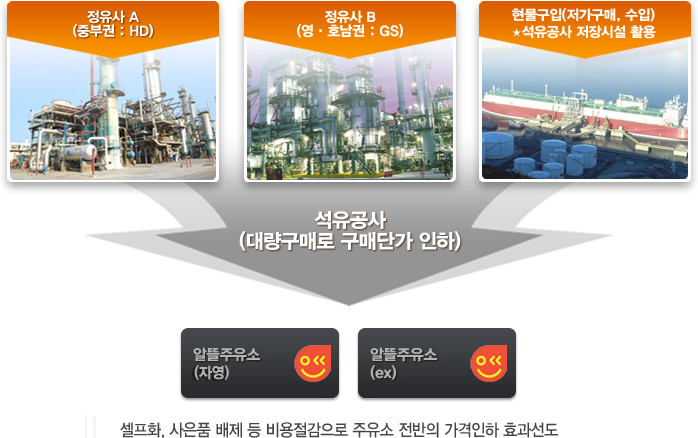 정유사 A
(중부권 : HD)
정유사 B
(영 · 호남권 : GS)
현물구입(저가구매, 수입)
★석유공사 저장시설 활용
석유공사
(대량구매로 구매단가 인하)
알뜰주유소
(자영)
알뜰주유소
(ex)
셀프화, 사은품 배제 등 비용절감으로 주유소 전반의 가격인하 효과선도